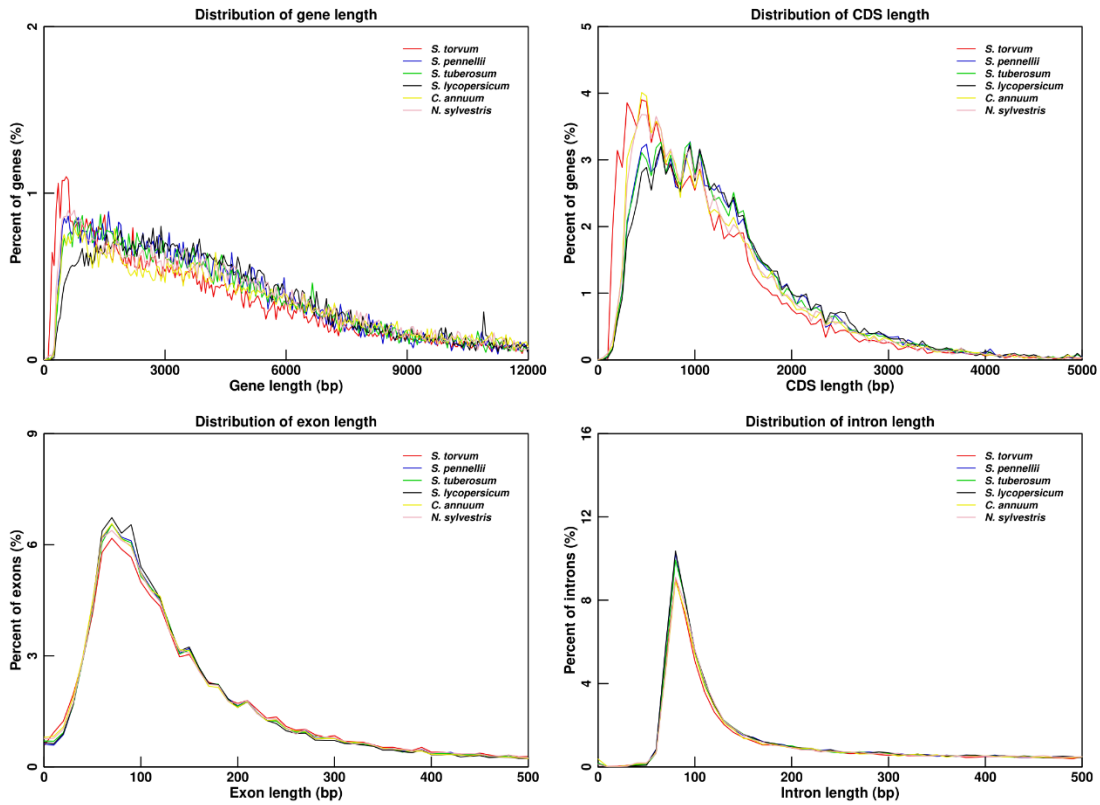 Distribution of gene length
2
1
0
Percent of genes (%)
S. torvum
S. pennellii
S. tuberosum
S. lycopersicum
C. annuum
N. sylvestris
0 3000 6000 9000 12000
Gene length (bp)
Distribution of CDS length
5
4
3
2
1
0
Percent of genes (%)
S. torvum
S. pennellii
S. tuberosum
S. lycopersicum
C. annuum
N. sylvestris
0 1000 2000 3000 4000 5000
CDS length (bp)
Distribution of exon length
9
6
3
0
Percent of exons (%)
S. torvum
S. pennellii
S. tuberosum
S. lycopersicum
C. annuum
N. sylvestris
0 100 200 300 400 500
Exon length (bp)
Distribution of intron length
16
12
8
4
0
Percent of introns (%)
S. torvum
S. pennellii
S. tuberosum
S. lycopersicum
C. annuum
N. sylvestris
0 100 200 300 400 500
Intron length (bp)